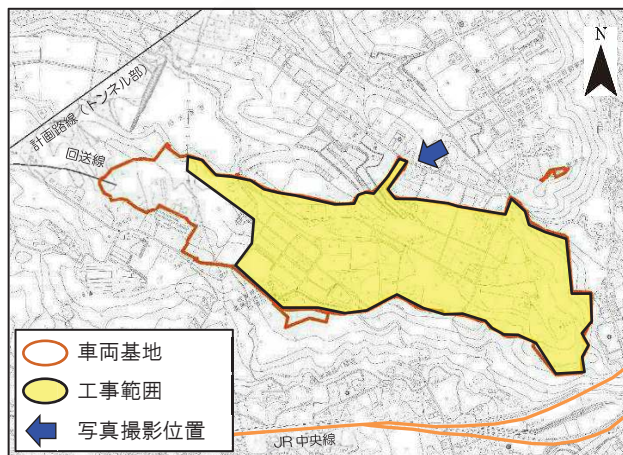 N
計画路線(トンネル部)
回送線
車両基地
工事範囲
写真撮影位置
JR中央線